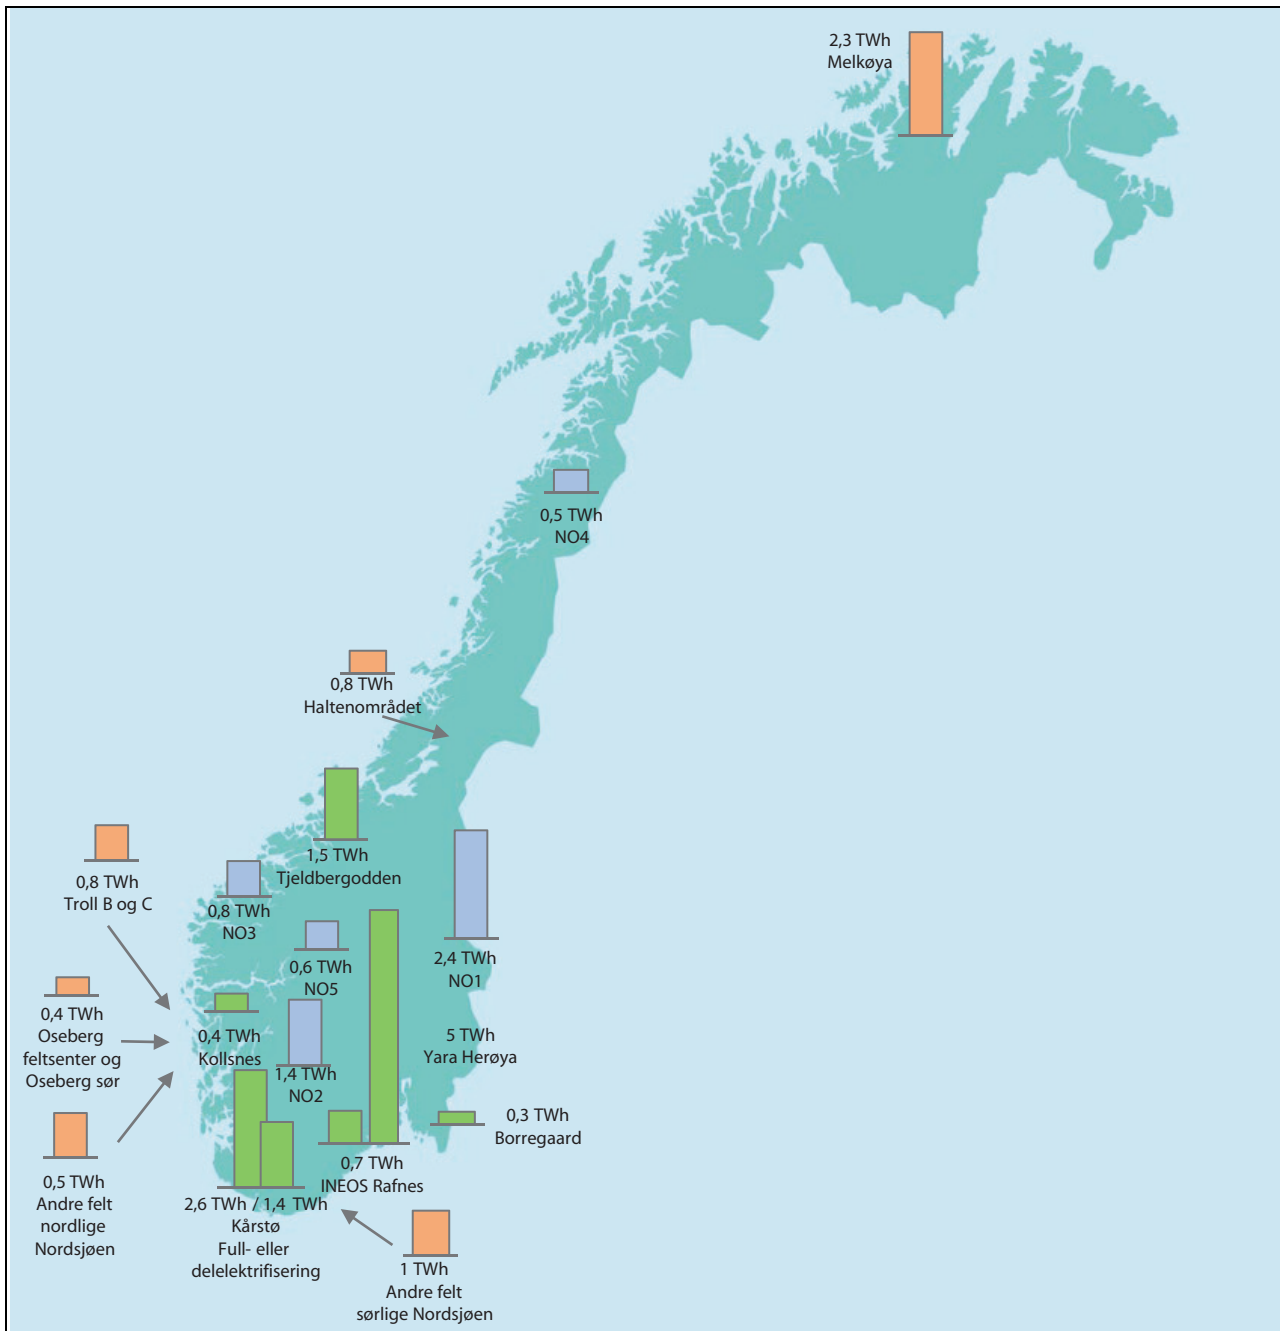 2,3 TWh
Melkøya
0,5 TWh
NO4
0,8 TWh
Haltenområdet
1,5 TWh
Tjeldbergodden
0,8 TWh
Troll B og C
0,8 TWh
NO3
0,6 TWh
NO5
2,4 TWh
NO1
0,4 TWh
Oseberg
feltsenter og
Oseberg sør
0,4 TWh
Kollsnes
1,4 TWh
NO2
5 TWh
Yara Herøya
0,3 TWh
Borregaard
0,5 TWh
Andre felt
nordlige
Nordsjøen
0,7 TWh
INEOS Rafnes
2,6 TWh / 1,4 TWh
Kårstø
Full- eller
delelektrifisering
1 TWh
Andre felt
sørlige Nordsjøen